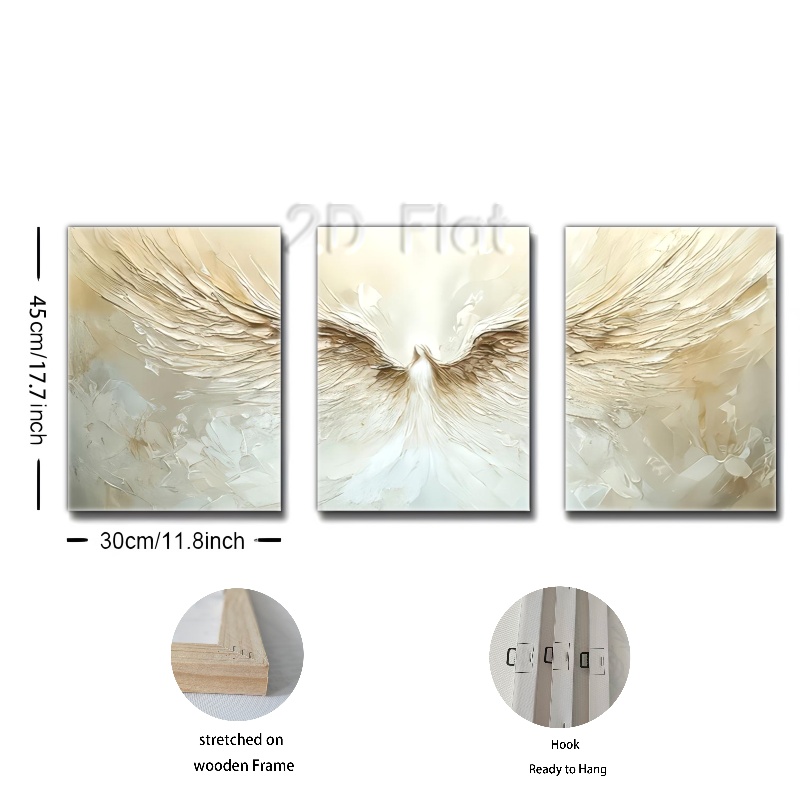 2D Flat
45cm/17.7inch
30cm/11.8inch
stretched on
wooden Frame
Hook
Ready to Hang